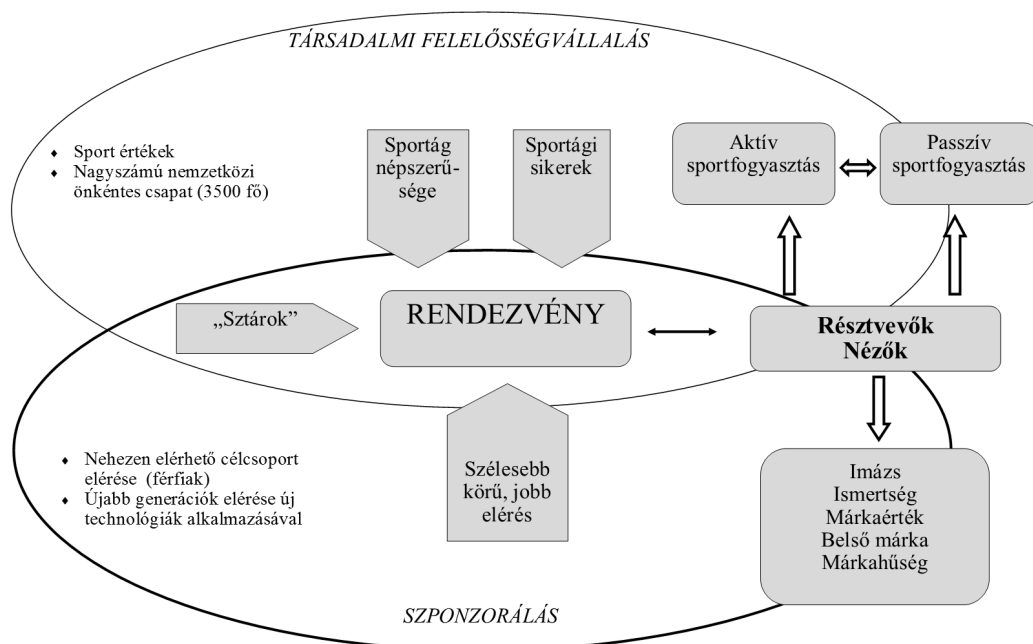 TÁRSADALMI FELELŐSSÉGVÁLLALÁS
Sport értékek
Nagyszámú nemzetközi
önkéntes csapat (3500 fő)
Sportág
népszerű-
sége
Sportági
sikerek
Aktív
sportfogyasztás
Passzív
sportfogyasztás
„Sztárok”
RENDEZVÉNY
Résztvevők
Nézők
Nehezen elérhető célcsoport
elérése (férfiak)
Újabb generációk elérése új
technológiák alkalmazásával
Szélesebb
körű, jobb
elérés
Imázs
Ismertség
Márkaérték
Belső márka
Márkahűség
SZPONZORÁLÁS